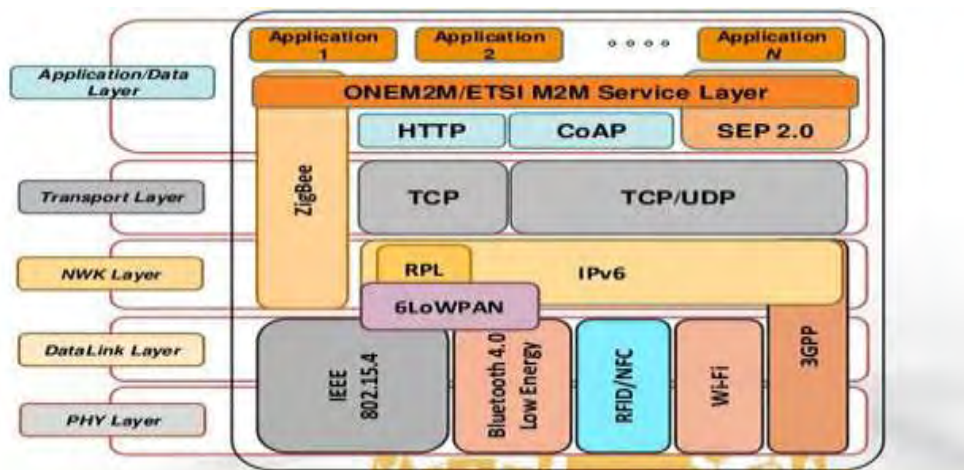 Application
1
Application
2
Application
N
Application/Data
Layer
ONEM2M/ETSI M2M Service Layer
HTTP
CoAP
SEP 2.0
ZigBee
Transport Layer
TCP
TCP/UDP
NWK Layer
RPL
IPv6
6LoWPAN
DataLink Layer
IEEE
802.15.4
Bluetooth 4.0
Low Energy
RFID/NFC
Wi-Fi
3GPP
PHY Layer